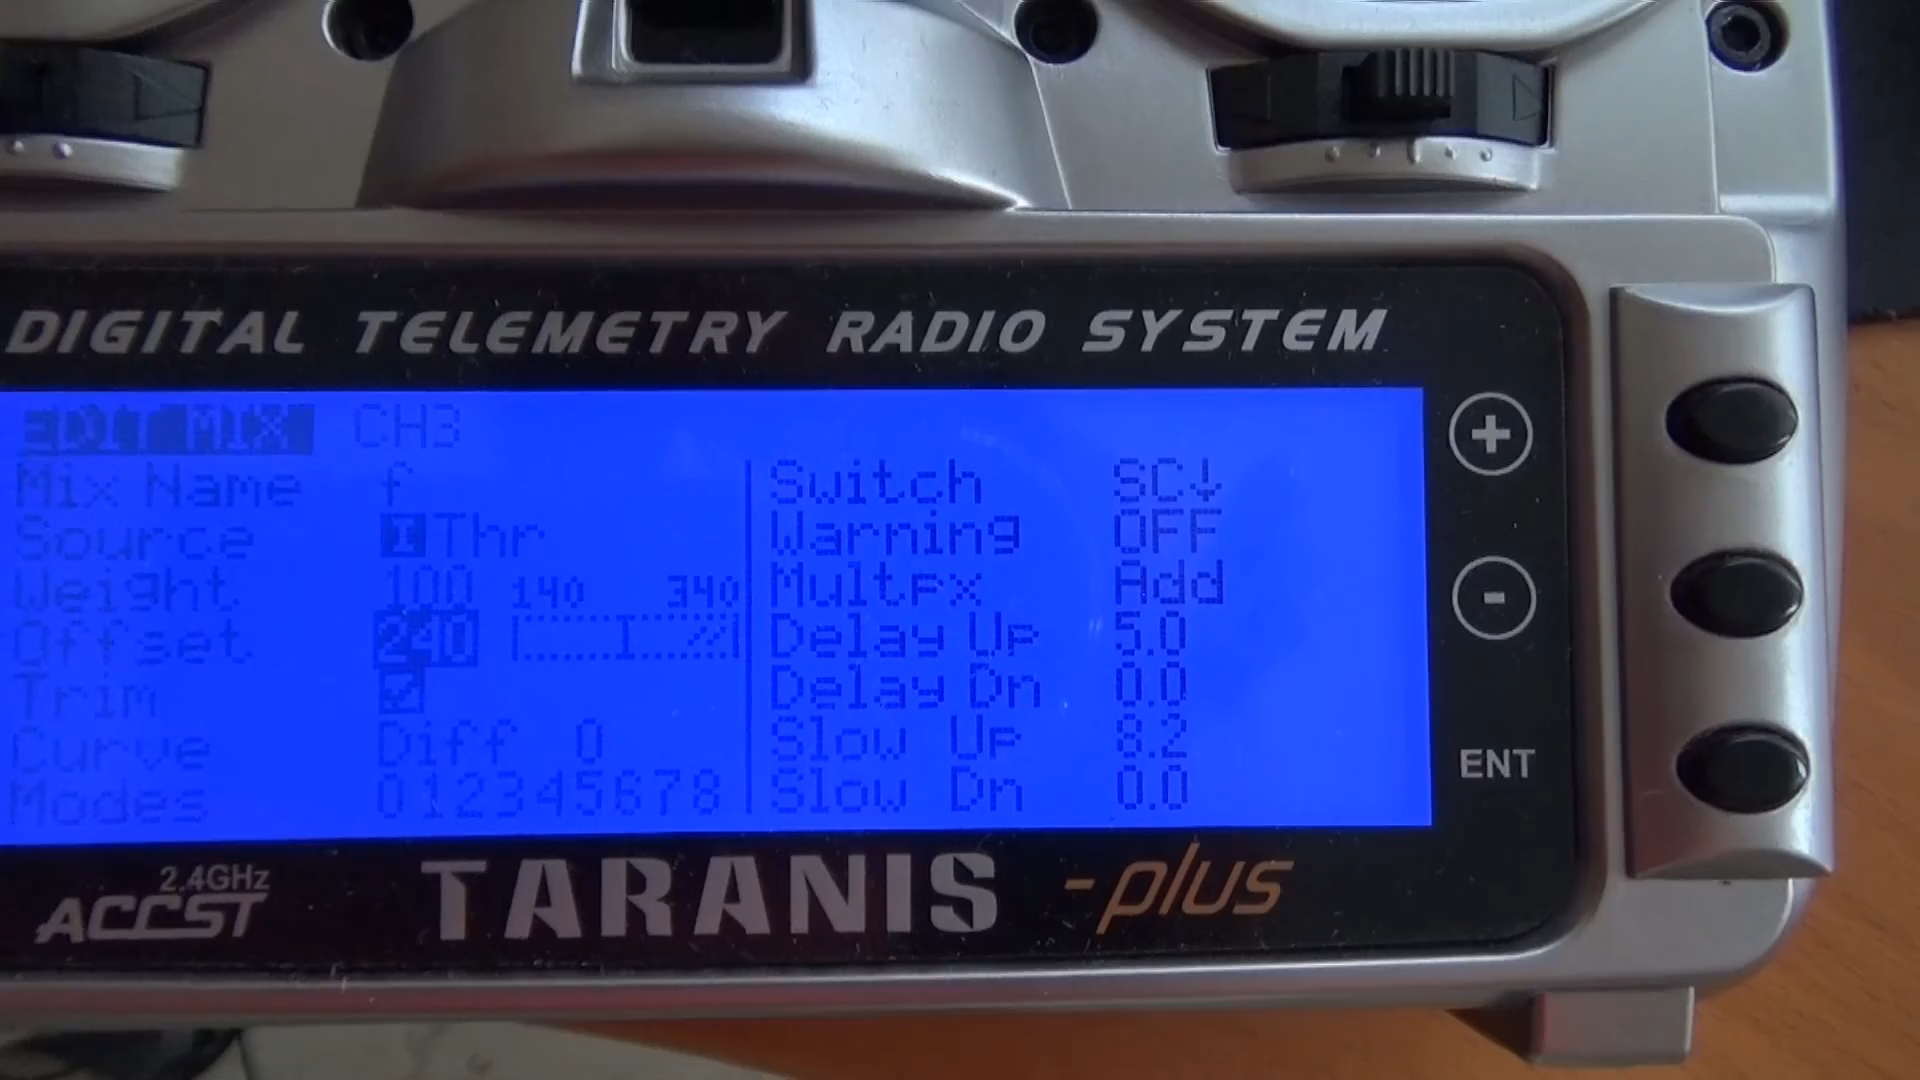 DIGITAL TELEMETRY RADIO SYSTEM
EDIT MIX CH3
Mix Name f
Source I Thr
Weight 100 140 340
Offset 240
Trim
Curve Diff 0
Modes 012345678
Switch SC↓
Warning OFF
Multpx Add
Delay Up 5.0
Delay Dn 0.0
Slow Up 8.2
Slow Dn 0.0
+
-
ENT
2.4GHz
ACCST
TARANIS -plus